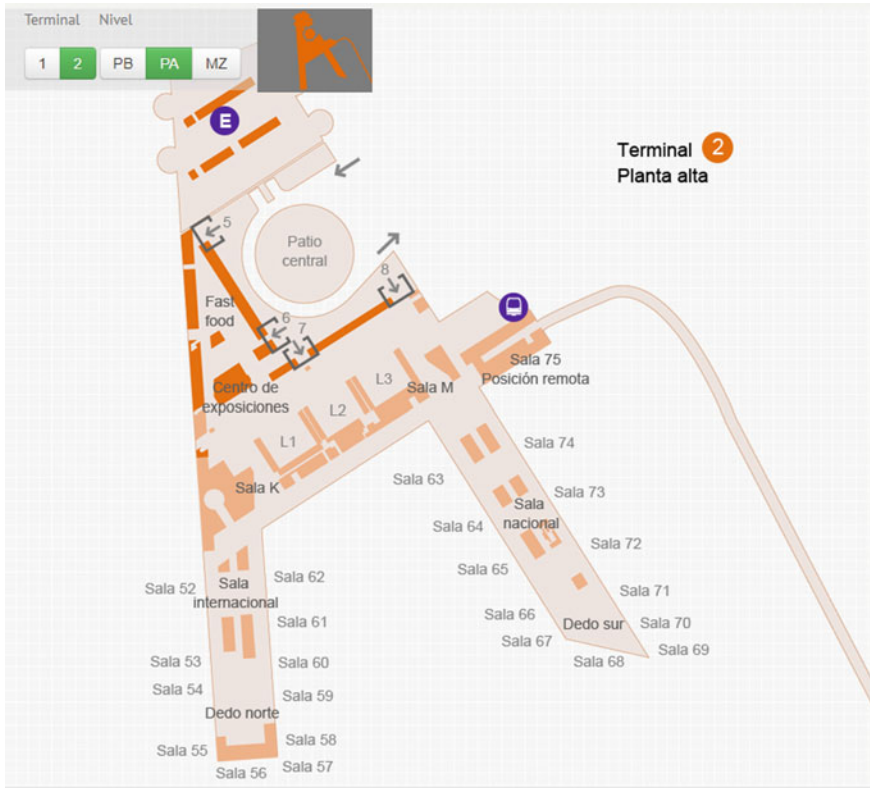 Terminal Nivel
1 2 PB PA MZ
E
Terminal 2
Planta alta
5
Patio
central
8
Fast
food
6
7
Sala 75
Posición remota
Centro de
exposiciones
L3
Sala M
L2
L1
Sala 74
Sala 63
Sala K
Sala 73
Sala
nacional
Sala 64
Sala 72
Sala 65
Sala 62
Sala 52
Sala
internacional
Sala 71
Sala 66
Sala 61
Dedo sur
Sala 70
Sala 67
Sala 69
Sala 68
Sala 53
Sala 60
Sala 54
Sala 59
Dedo norte
Sala 58
Sala 55
Sala 57
Sala 56